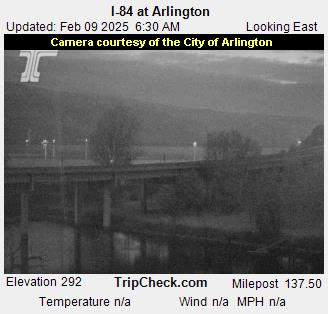 I-84 at Arlington
Updated: Feb 09 2025 6:30 AM Looking East
Camera courtesy of the City of Arlington
Elevation 292 TripCheck.com Milepost 137.50
Temperature n/a Wind n/a MPH n/a